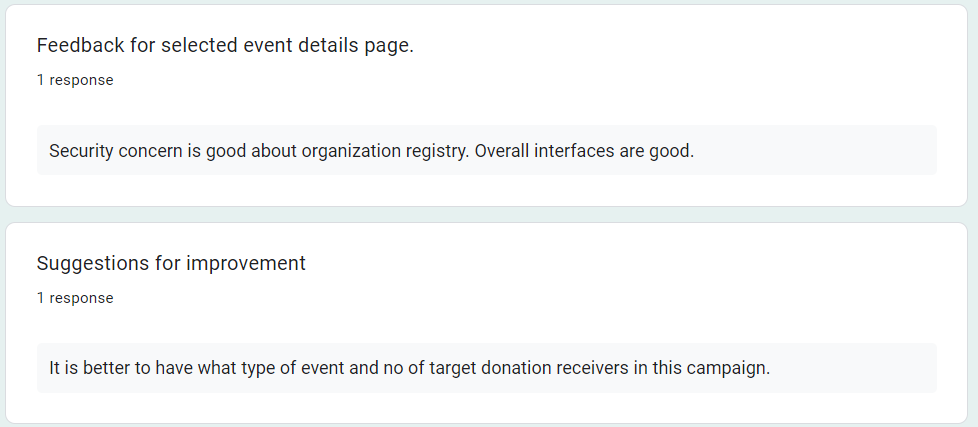 Feedback for selected event details page.
1 response
Security concern is good about organization registry. Overall interfaces are good.
Suggestions for improvement
1 response
It is better to have what type of event and no of target donation receivers in this campaign.